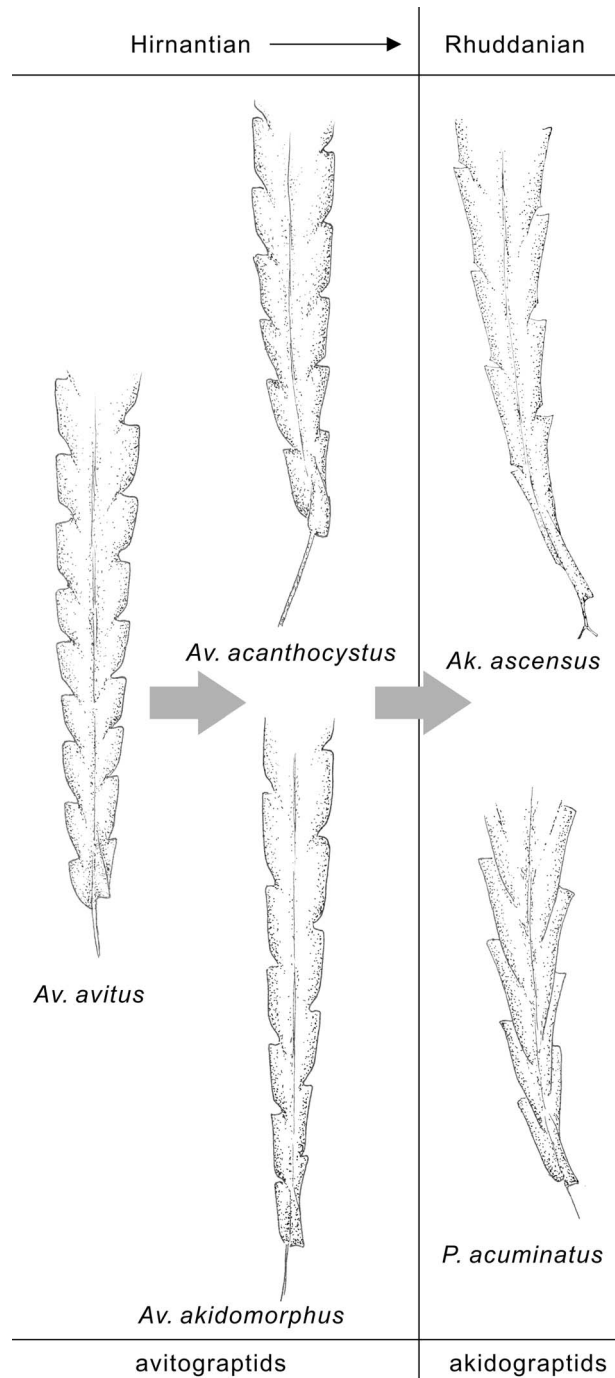 Hirnantian
Rhuddanian
Av. acanthocystus
Ak. ascensus
Av. avitus
P. acuminatus
Av. akidomorphus
avitograptids
akidograptids